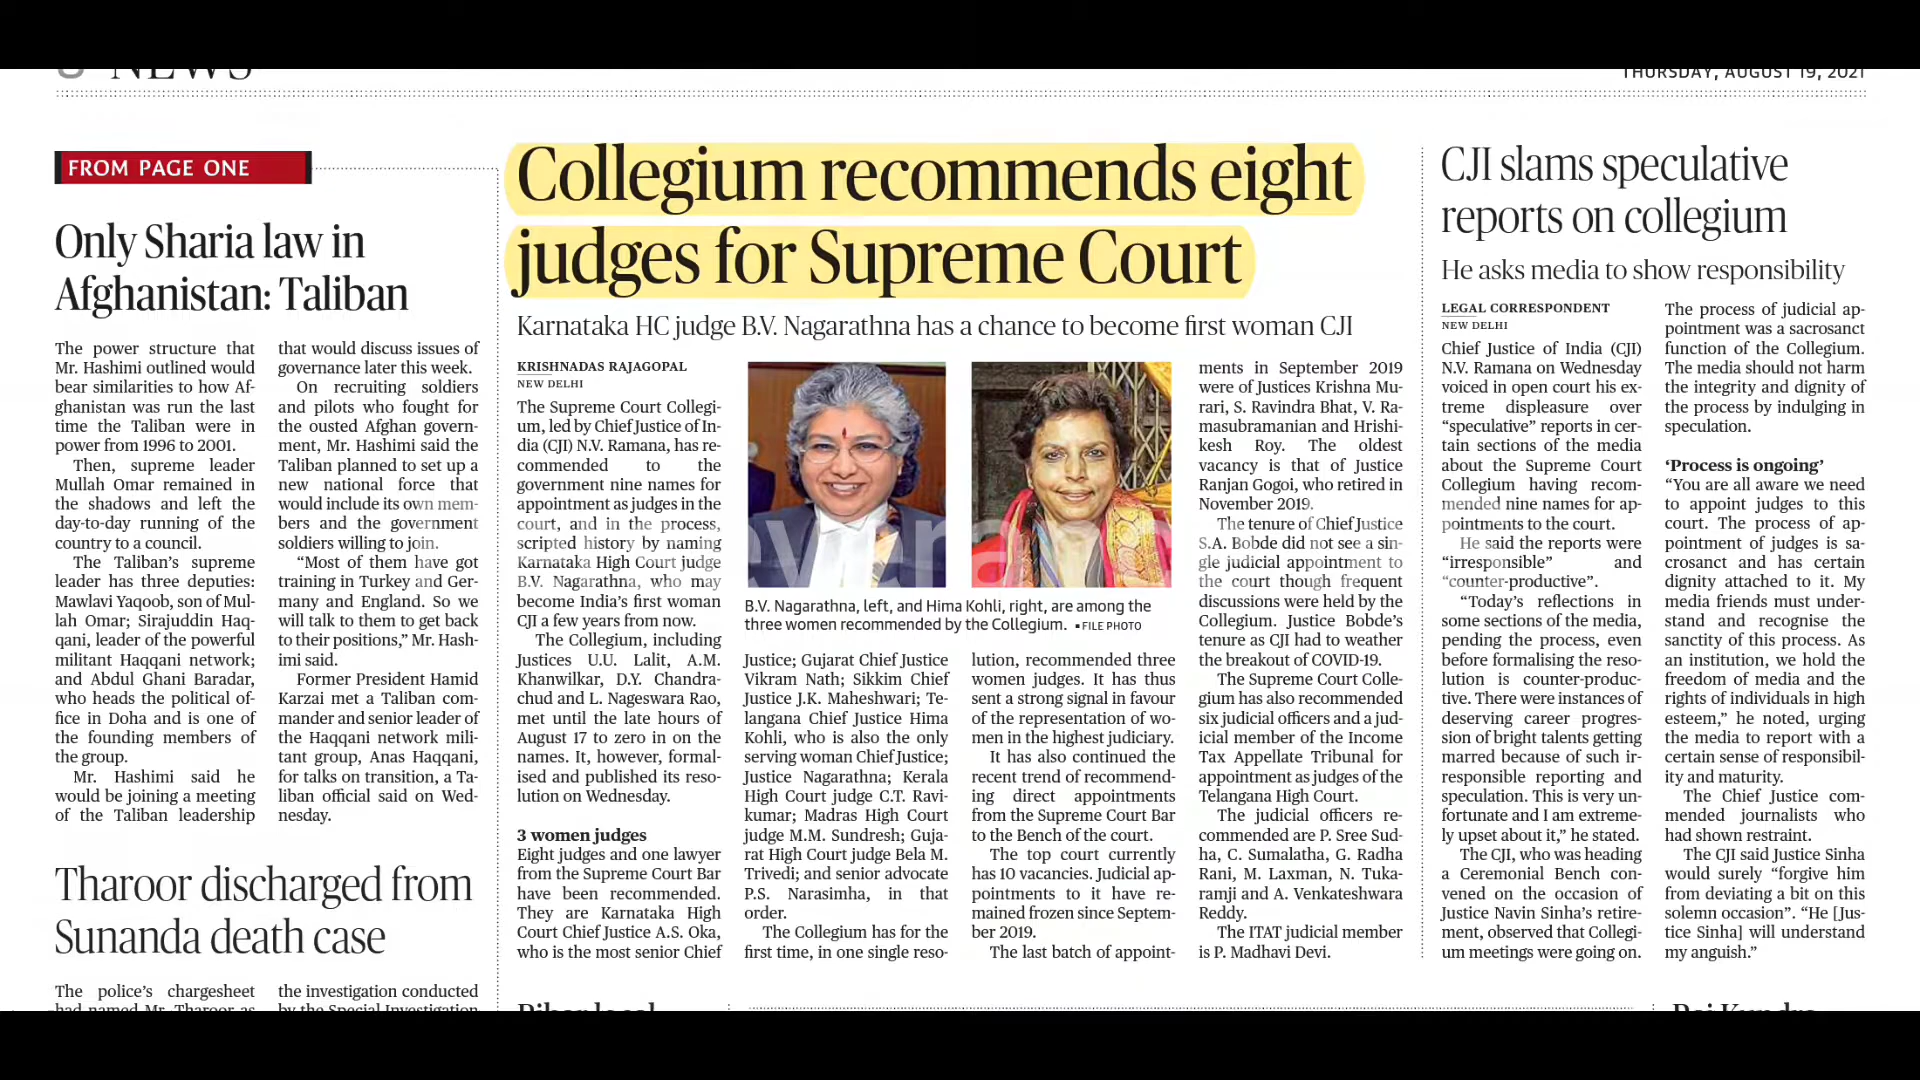 NEWS
THURSDAY, AUGUST 19, 2021
FROM PAGE ONE
Only Sharia law in
Afghanistan: Taliban
The power structure that
Mr. Hashimi outlined would
bear similarities to how Af-
ghanistan was run the last
time the Taliban were in
power from 1996 to 2001.
Then, supreme leader
Mullah Omar remained in
the shadows and left the
day-to-day running of the
country to a council.
The Taliban's supreme
leader has three deputies:
Mawlavi Yaqoob, son of Mul-
lah Omar; Sirajuddin Haq-
qani, leader of the powerful
militant Haqqani network;
and Abdul Ghani Baradar,
who heads the political of-
fice in Doha and is one of
the founding members of
the group.
Mr. Hashimi said he
would be joining a meeting
of the Taliban leadership
that would discuss issues of
governance later this week.
On recruiting soldiers
and pilots who fought for
the ousted Afghan govern-
ment, Mr. Hashimi said the
Taliban planned to set up a
new national force that
would include its own mem-
bers and the government
soldiers willing to join.
“Most of them have got
training in Turkey and Ger-
many and England. So we
will talk to them to get back
to their positions,” Mr. Hash-
imi said.
Former President Hamid
Karzai met a Taliban com-
mander and senior leader of
the Haqqani network mili-
tant group, Anas Haqqani,
for talks on transition, a Ta-
liban official said on Wed-
nesday.
Tharoor discharged from
Sunanda death case
The police's chargesheet
had named Mr. Tharoor as
the investigation conducted
by the Special Investigation
Collegium recommends eight
judges for Supreme Court
Karnataka HC judge B.V. Nagarathna has a chance to become first woman CJI
KRISHNADAS RAJAGOPAL
NEW DELHI
The Supreme Court Collegi-
um, led by Chief Justice of In-
dia (CJI) N.V. Ramana, has re-
commended to the
government nine names for
appointment as judges in the
court, and in the process,
scripted history by naming
Karnataka High Court judge
B.V. Nagarathna, who may
become India's first woman
CJI a few years from now.
The Collegium, including
Justices U.U. Lalit, A.M.
Khanwilkar, D.Y. Chandra-
chud and L. Nageswara Rao,
met until the late hours of
August 17 to zero in on the
names. It, however, formal-
ised and published its reso-
lution on Wednesday.
3 women judges
Eight judges and one lawyer
from the Supreme Court Bar
have been recommended.
They are Karnataka High
Court Chief Justice A.S. Oka,
who is the most senior Chief
B.V. Nagarathna, left, and Hima Kohli, right, are among the
three women recommended by the Collegium. ▪ FILE PHOTO
Justice; Gujarat Chief Justice
Vikram Nath; Sikkim Chief
Justice J.K. Maheshwari; Te-
langana Chief Justice Hima
Kohli, who is also the only
serving woman Chief Justice;
Justice Nagarathna; Kerala
High Court judge C.T. Ravi-
kumar; Madras High Court
judge M.M. Sundresh; Guja-
rat High Court judge Bela M.
Trivedi; and senior advocate
P.S. Narasimha, in that
order.
The Collegium has for the
first time, in one single reso-
lution, recommended three
women judges. It has thus
sent a strong signal in favour
of the representation of wo-
men in the highest judiciary.
It has also continued the
recent trend of recommend-
ing direct appointments
from the Supreme Court Bar
to the Bench of the court.
The top court currently
has 10 vacancies. Judicial ap-
pointments to it have re-
mained frozen since Septem-
ber 2019.
The last batch of appoint-
ments in September 2019
were of Justices Krishna Mu-
rari, S. Ravindra Bhat, V. Ra-
masubramanian and Hrishi-
kesh Roy. The oldest
vacancy is that of Justice
Ranjan Gogoi, who retired in
November 2019.
The tenure of Chief Justice
S.A. Bobde did not see a sin-
gle judicial appointment to
the court though frequent
discussions were held by the
Collegium. Justice Bobde's
tenure as CJI had to weather
the breakout of COVID-19.
The Supreme Court Colle-
gium has also recommended
six judicial officers and a jud-
icial member of the Income
Tax Appellate Tribunal for
appointment as judges of the
Telangana High Court.
The judicial officers re-
commended are P. Sree Sud-
ha, C. Sumalatha, G. Radha
Rani, M. Laxman, N. Tuka-
ramji and A. Venkateshwara
Reddy.
The ITAT judicial member
is P. Madhavi Devi.
CJI slams speculative
reports on collegium
He asks media to show responsibility
LEGAL CORRESPONDENT
NEW DELHI
Chief Justice of India (CJI)
N.V. Ramana on Wednesday
voiced in open court his ex-
treme displeasure over
“speculative” reports in cer-
tain sections of the media
about the Supreme Court
Collegium having recom-
mended nine names for ap-
pointments to the court.
He said the reports were
“irresponsible” and
“counter-productive”.
“Today's reflections in
some sections of the media,
pending the process, even
before formalising the reso-
lution is counter-produc-
tive. There were instances of
deserving career progres-
sion of bright talents getting
marred because of such ir-
responsible reporting and
speculation. This is very un-
fortunate and I am extreme-
ly upset about it,” he stated.
The CJI, who was heading
a Ceremonial Bench con-
vened on the occasion of
Justice Navin Sinha's retire-
ment, observed that Collegi-
um meetings were going on.
The process of judicial ap-
pointment was a sacrosanct
function of the Collegium.
The media should not harm
the integrity and dignity of
the process by indulging in
speculation.
‘Process is ongoing’
“You are all aware we need
to appoint judges to this
court. The process of ap-
pointment of judges is sa-
crosanct and has certain
dignity attached to it. My
media friends must under-
stand and recognise the
sanctity of this process. As
an institution, we hold the
freedom of media and the
rights of individuals in high
esteem,” he noted, urging
the media to report with a
certain sense of responsibil-
ity and maturity.
The Chief Justice com-
mended journalists who
had shown restraint.
The CJI said Justice Sinha
would surely “forgive him
from deviating a bit on this
solemn occasion”. “He [Jus-
tice Sinha] will understand
my anguish.”